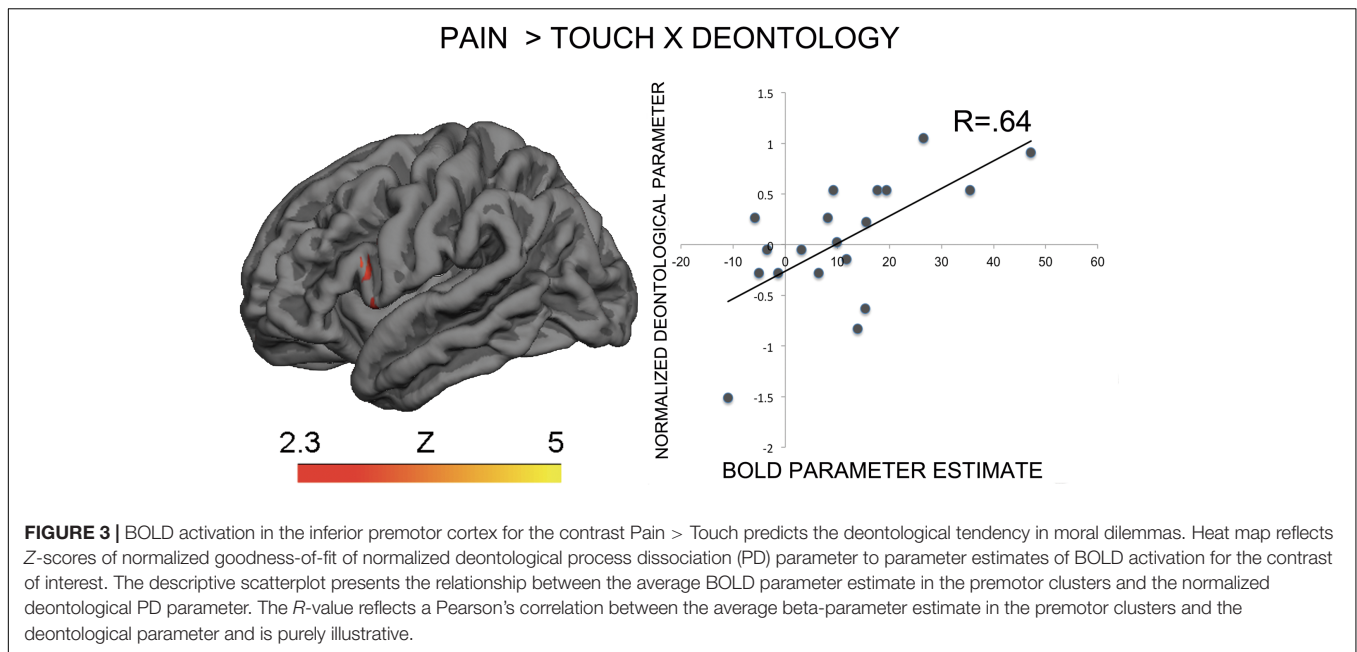 PAIN > TOUCH X DEONTOLOGY
NORMALIZED DEONTOLOGICAL PARAMETER
1.5
1
0.5
0
-0.5
-1
-1.5
-2
-20
-10
0
10
20
30
40
50
60
R=.64
BOLD PARAMETER ESTIMATE
2.3 Z 5
FIGURE 3 | BOLD activation in the inferior premotor cortex for the contrast Pain > Touch predicts the deontological tendency in moral dilemmas. Heat map reflects
Z-scores of normalized goodness-of-fit of normalized deontological process dissociation (PD) parameter to parameter estimates of BOLD activation for the contrast
of interest. The descriptive scatterplot presents the relationship between the average BOLD parameter estimate in the premotor clusters and the normalized
deontological PD parameter. The R-value reflects a Pearson's correlation between the average beta-parameter estimate in the premotor clusters and the
deontological parameter and is purely illustrative.